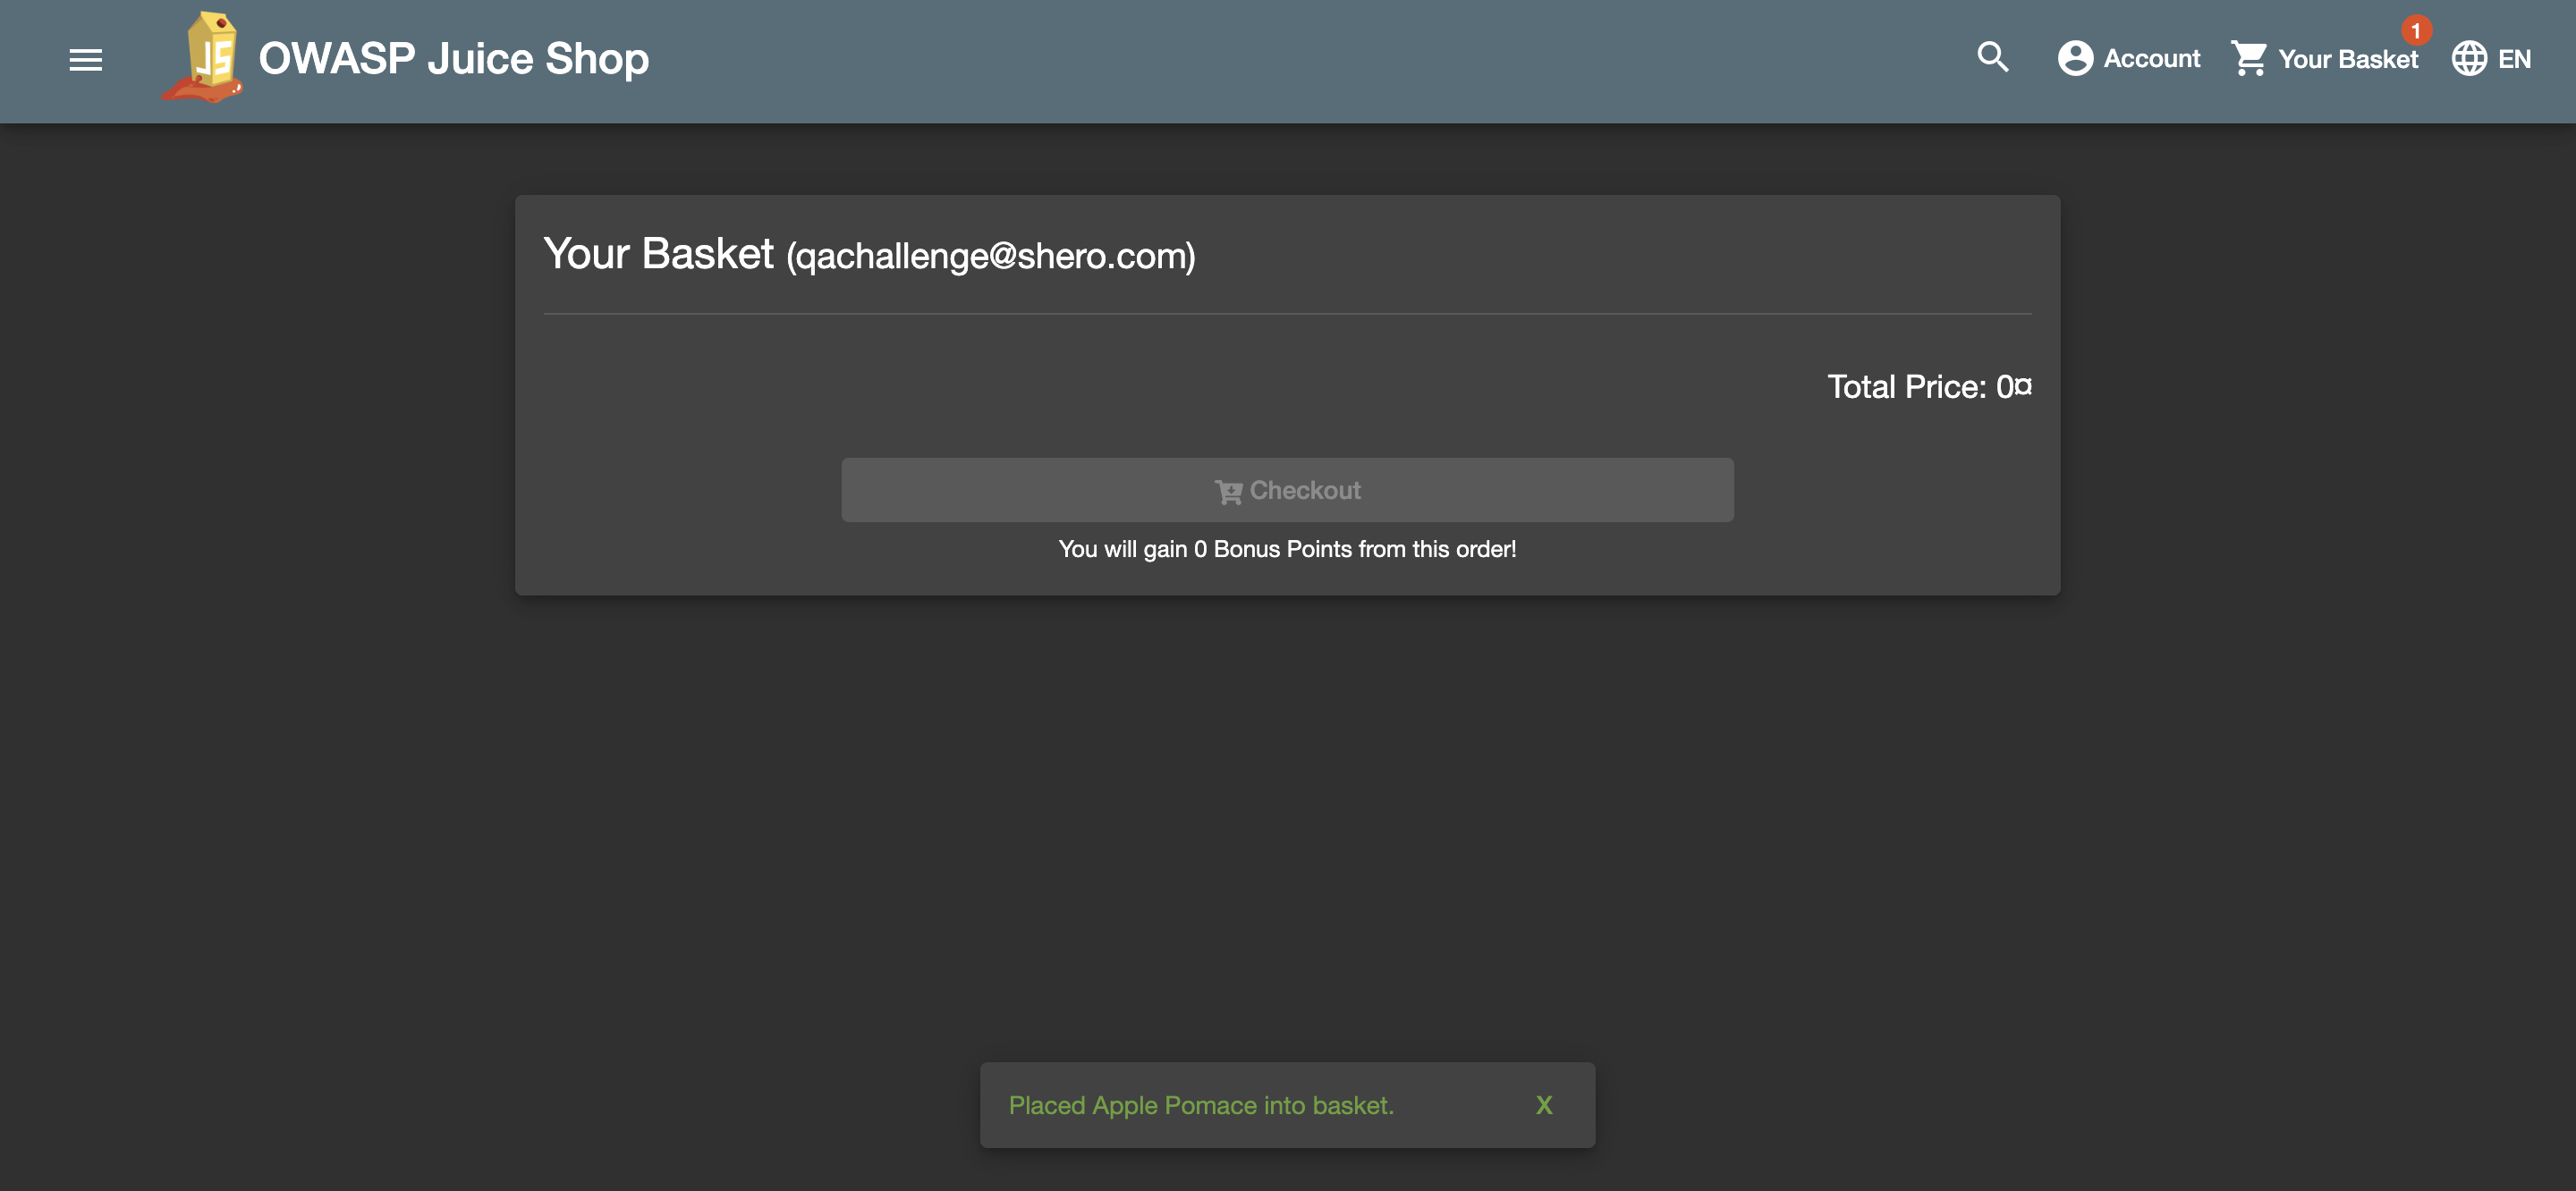 JS
OWASP Juice Shop
Account
Your Basket
1
EN
Your Basket (qachallenge@shero.com)
Total Price: 0¤
Checkout
You will gain 0 Bonus Points from this order!
Placed Apple Pomace into basket.
X